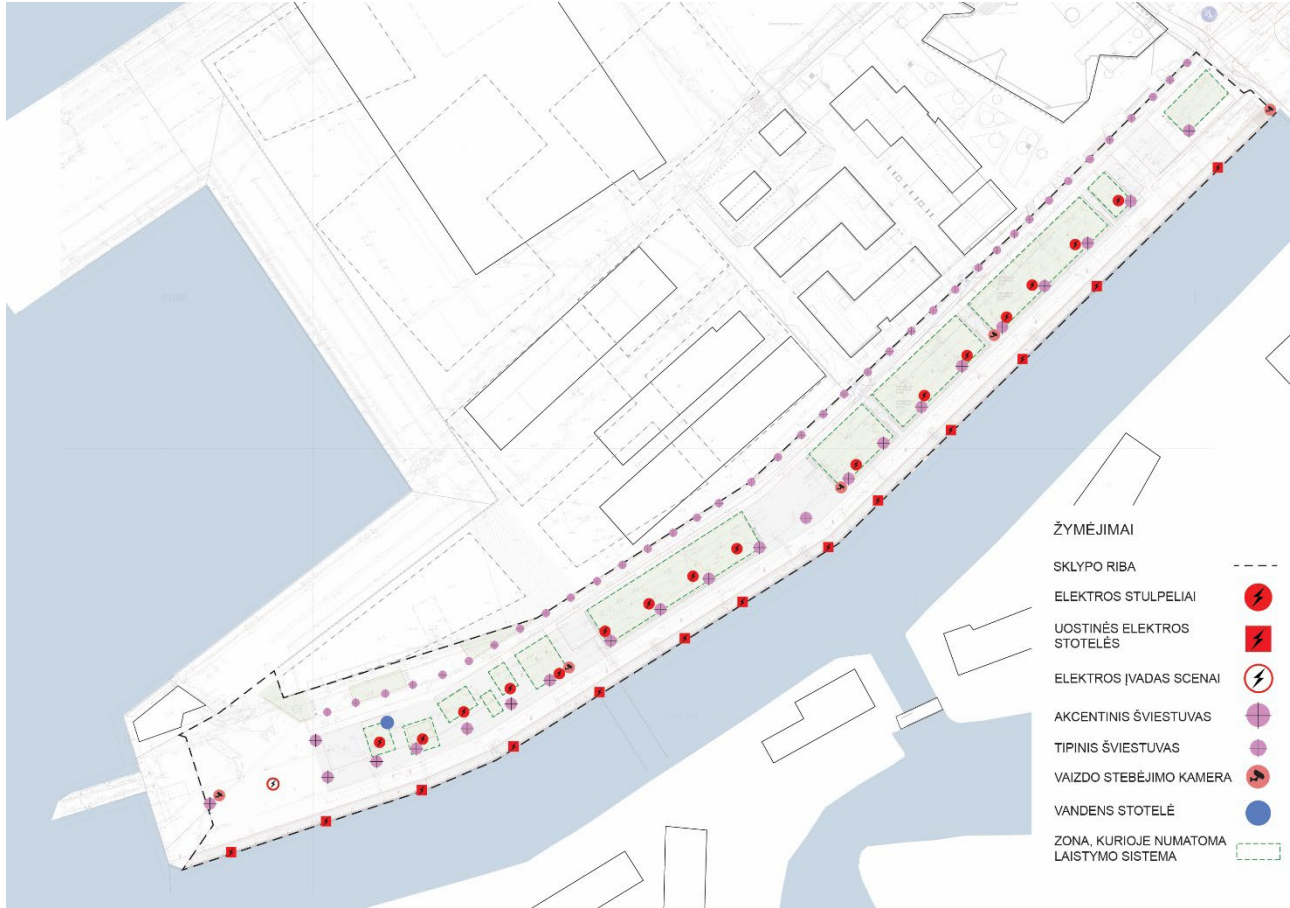 ŽYMĖJIMAI
SKLYPO RIBA
ELEKTROS STULPELIAI
UOSTINĖS ELEKTROS
STOTELĖS
ELEKTROS ĮVADAS SCENAI
AKCENTINIS ŠVIESTUVAS
TIPINIS ŠVIESTUVAS
VAIZDO STEBĖJIMO KAMERA
VANDENS STOTELĖ
ZONA, KURIOJE NUMATOMA
LAISTYMO SISTEMA